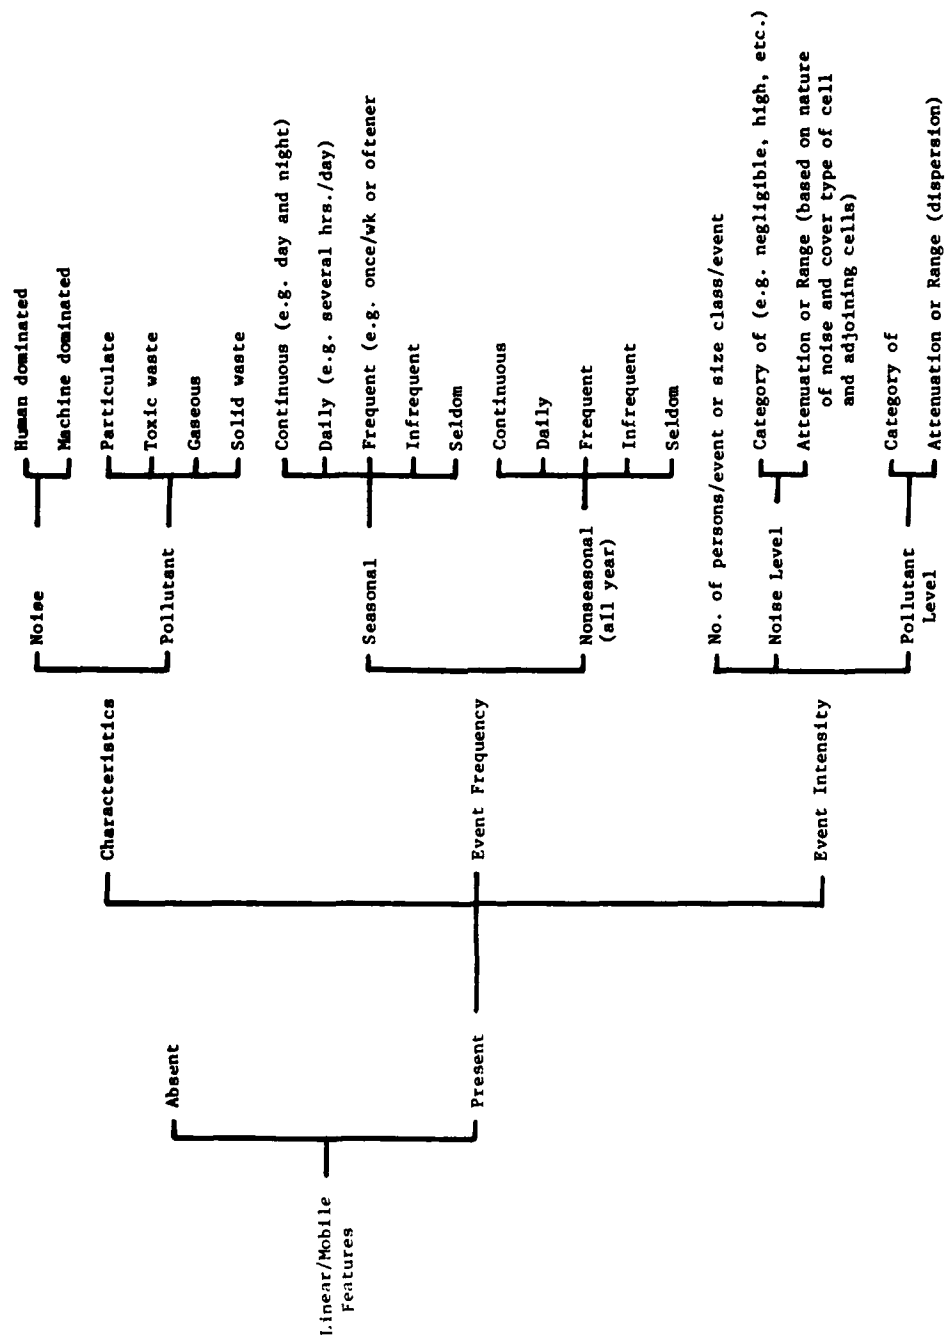 Linear/Mobile
Features
Absent
Present
Characteristics
Event Frequency
Event Intensity
Noise
Pollutant
Seasonal
Nonseasonal
(all year)
No. of persons/event or size class/event
Noise Level
Pollutant
Level
Human dominated
Machine dominated
Particulate
Toxic waste
Gaseous
Solid waste
Continuous (e.g. day and night)
Daily (e.g. several hrs./day)
Frequent (e.g. once/wk or oftener
Infrequent
Seldom
Continuous
Daily
Frequent
Infrequent
Seldom
Category of (e.g. negligible, high, etc.)
Attenuation or Range (based on nature
of noise and cover type of cell
and adjoining cells)
Category of
Attenuation or Range (dispersion)